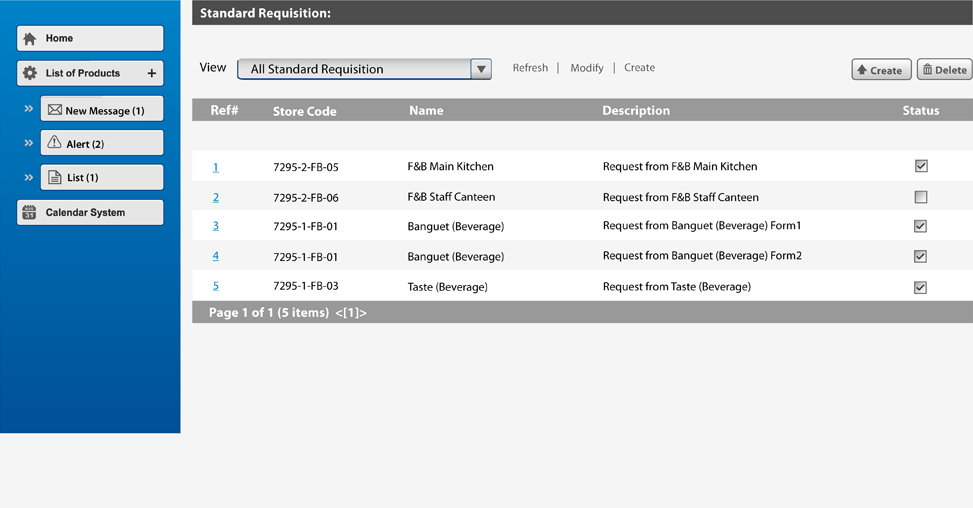 Standard Requisition:
Home
List of Products +
New Message (1)
Alert (2)
List (1)
AUG 31 Calendar System
View All Standard Requisition Refresh | Modify | Create Create Delete
Ref# Store Code Name Description Status
1 7295-2-FB-05 F&B Main Kitchen Request from F&B Main Kitchen
2 7295-2-FB-06 F&B Staff Canteen Request from F&B Staff Canteen
3 7295-1-FB-01 Banguet (Beverage) Request from Banguet (Beverage) Form1
4 7295-1-FB-01 Banguet (Beverage) Request from Banguet (Beverage) Form2
5 7295-1-FB-03 Taste (Beverage) Request from Taste (Beverage)
Page 1 of 1 (5 items) <[1]>